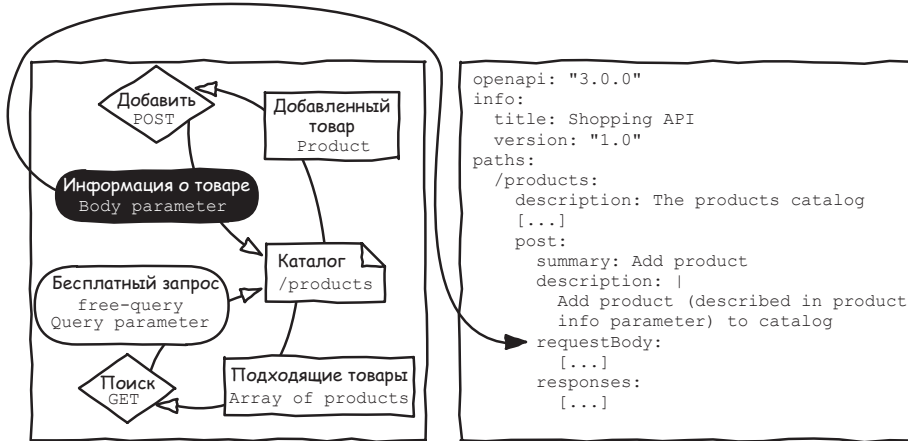 Добавить
POST
Добавленный
товар
Product
Информация о товаре
Body parameter
Каталог
/products
Бесплатный запрос
free-query
Query parameter
Поиск
GET
Подходящие товары
Array of products
openapi: "3.0.0"
info:
title: Shopping API
version: "1.0"
paths:
/products:
description: The products catalog
[...]
post:
summary: Add product
description: |
Add product (described in product
info parameter) to catalog
requestBody:
[...]
responses:
[...]